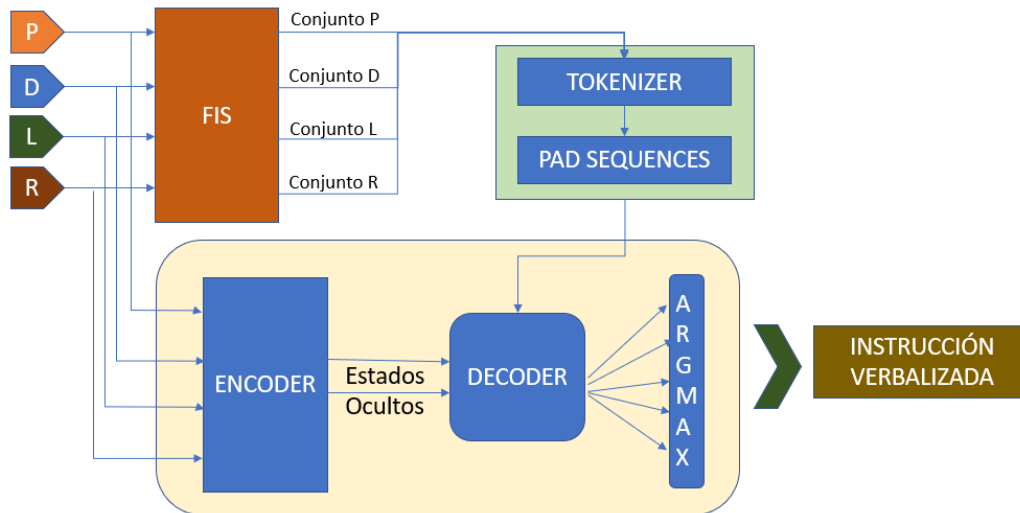 P
D
L
R
FIS
Conjunto P
Conjunto D
Conjunto L
Conjunto R
TOKENIZER
PAD SEQUENCES
ENCODER
Estados
Ocultos
DECODER
A
R
G
M
A
X
INSTRUCCIÓN
VERBALIZADA